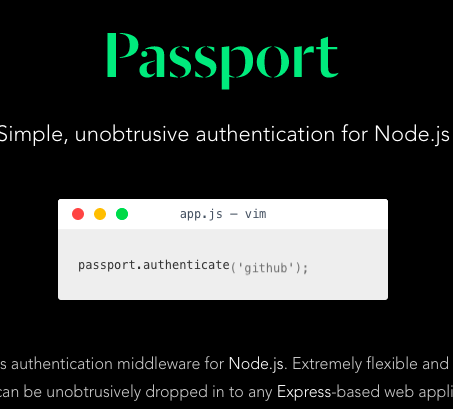 Passport
Simple, unobtrusive authentication for Node.js
app.js — vim
passport.authenticate('github');
s authentication middleware for Node.js. Extremely flexible and
can be unobtrusively dropped in to any Express-based web appli